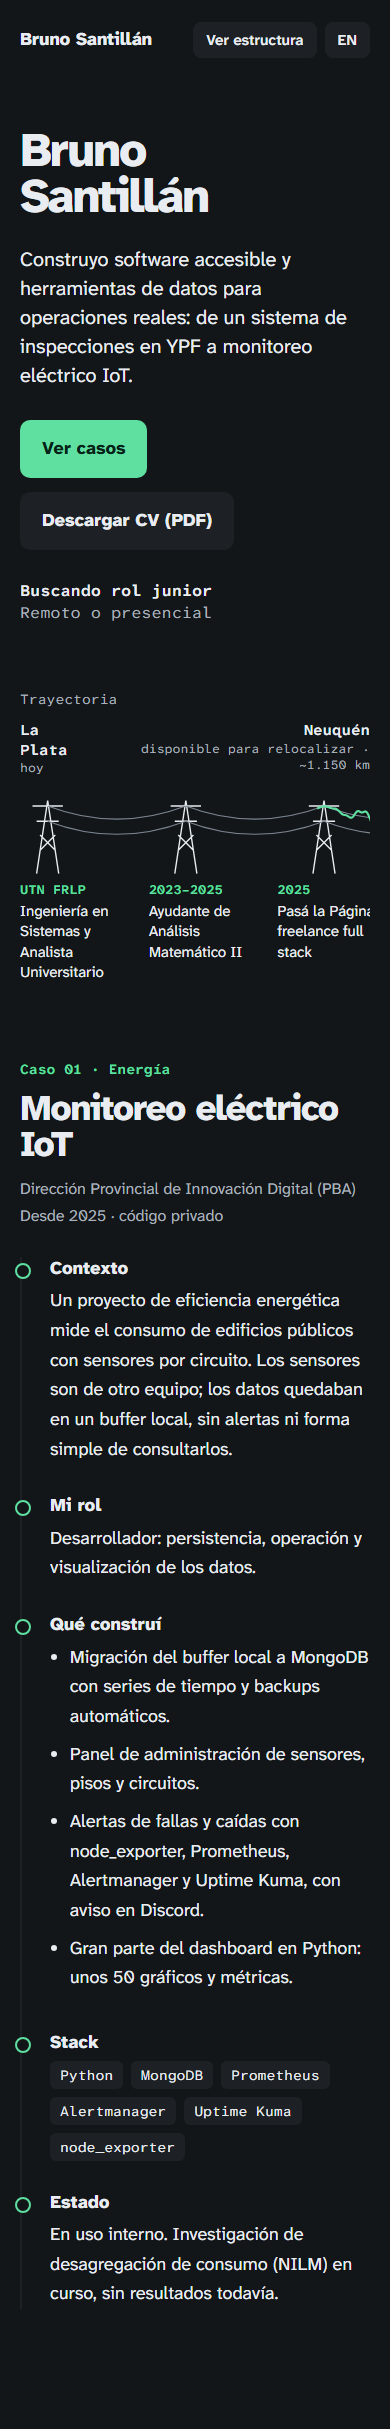 Bruno Santillán
Ver estructura
EN
Bruno
Santillán
Construyo software accesible y
herramientas de datos para
operaciones reales: de un sistema de
inspecciones en YPF a monitoreo
eléctrico IoT.
Ver casos
Descargar CV (PDF)
Buscando rol junior
Remoto o presencial
Trayectoria
La
Plata
hoy
Neuquén
disponible para relocalizar ·
~1.150 km
UTN FRLP
Ingeniería en
Sistemas y
Analista
Universitario
2023–2025
Ayudante de
Análisis
Matemático II
2025
Pasá la Página
freelance full
stack
Caso 01 · Energía
Monitoreo eléctrico
IoT
Dirección Provincial de Innovación Digital (PBA)
Desde 2025 · código privado
Contexto
Un proyecto de eficiencia energética
mide el consumo de edificios públicos
con sensores por circuito. Los sensores
son de otro equipo; los datos quedaban
en un buffer local, sin alertas ni forma
simple de consultarlos.
Mi rol
Desarrollador: persistencia, operación y
visualización de los datos.
Qué construí
• Migración del buffer local a MongoDB
con series de tiempo y backups
automáticos.
• Panel de administración de sensores,
pisos y circuitos.
• Alertas de fallas y caídas con
node_exporter, Prometheus,
Alertmanager y Uptime Kuma, con
aviso en Discord.
• Gran parte del dashboard en Python:
unos 50 gráficos y métricas.
Stack
Python
MongoDB
Prometheus
Alertmanager
Uptime Kuma
node_exporter
Estado
En uso interno. Investigación de
desagregación de consumo (NILM) en
curso, sin resultados todavía.